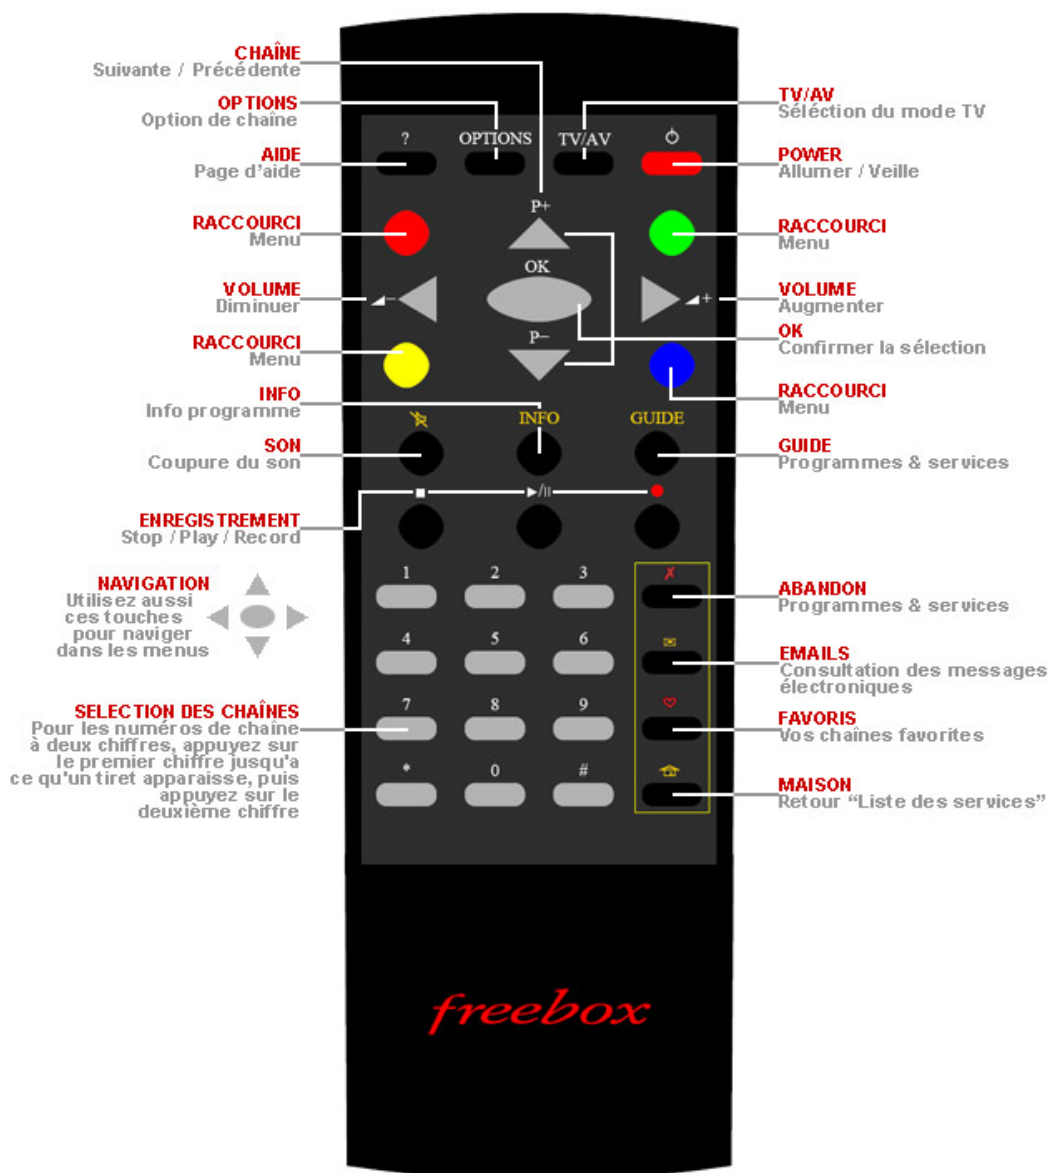 CHAÎNE
Suivante / Précédente
OPTIONS
Option de chaîne
AIDE
Page d'aide
RACCOURCI
Menu
VOLUME
Diminuer
RACCOURCI
Menu
INFO
Info programme
SON
Coupure du son
ENREGISTREMENT
Stop / Play / Record
NAVIGATION
Utilisez aussi
ces touches
pour naviger
dans les menus
SELECTION DES CHAÎNES
Pour les numéros de chaîne
à deux chiffres, appuyez sur
le premier chiffre jusqu'a
ce qu'un tiret apparaisse, puis
appuyez sur le
deuxième chiffre
? OPTIONS TV/AV
P+
OK
− +
P−
INFO GUIDE
1 2 3
4 5 6
7 8 9
* 0 #
freebox
TV/AV
Séléction du mode TV
POWER
Allumer / Veille
RACCOURCI
Menu
VOLUME
Augmenter
OK
Confirmer la sélection
RACCOURCI
Menu
GUIDE
Programmes & services
ABANDON
Programmes & services
EMAILS
Consultation des messages
électroniques
FAVORIS
Vos chaînes favorites
MAISON
Retour “Liste des services”